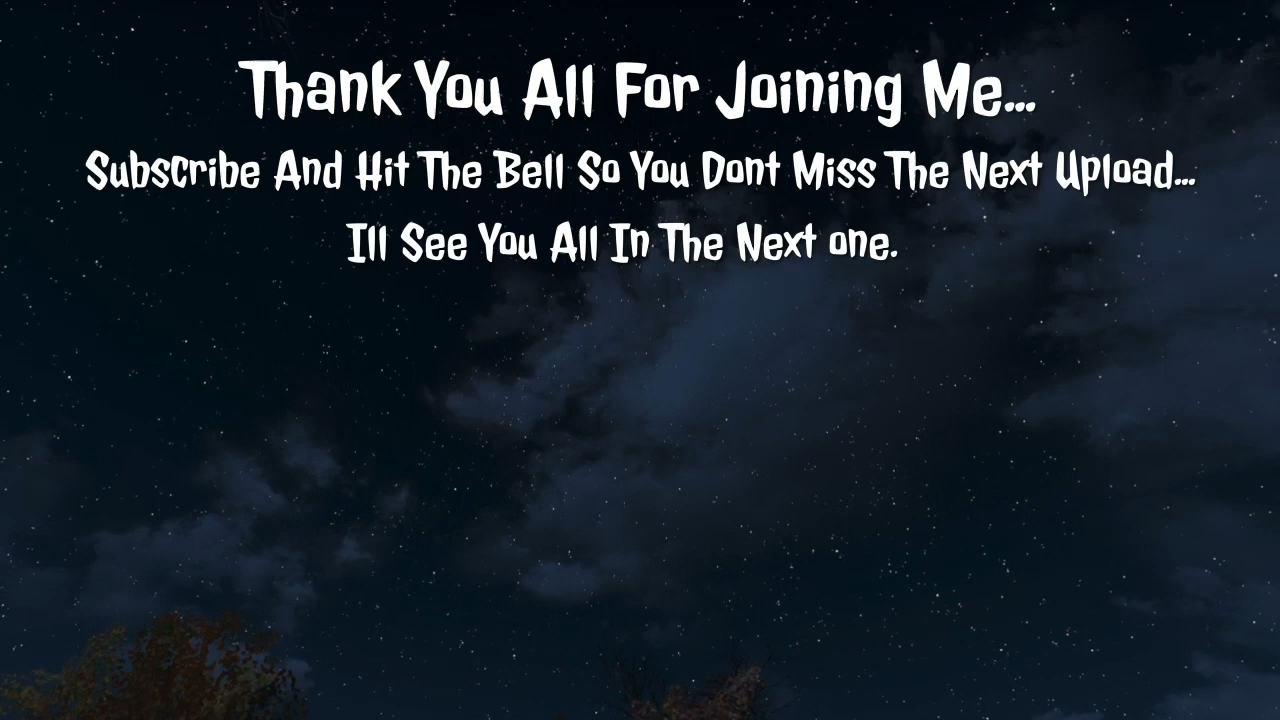 Thank You All For Joining Me...
Subscribe And Hit The Bell So You Dont Miss The Next Upload...
Ill See You All In The Next one.